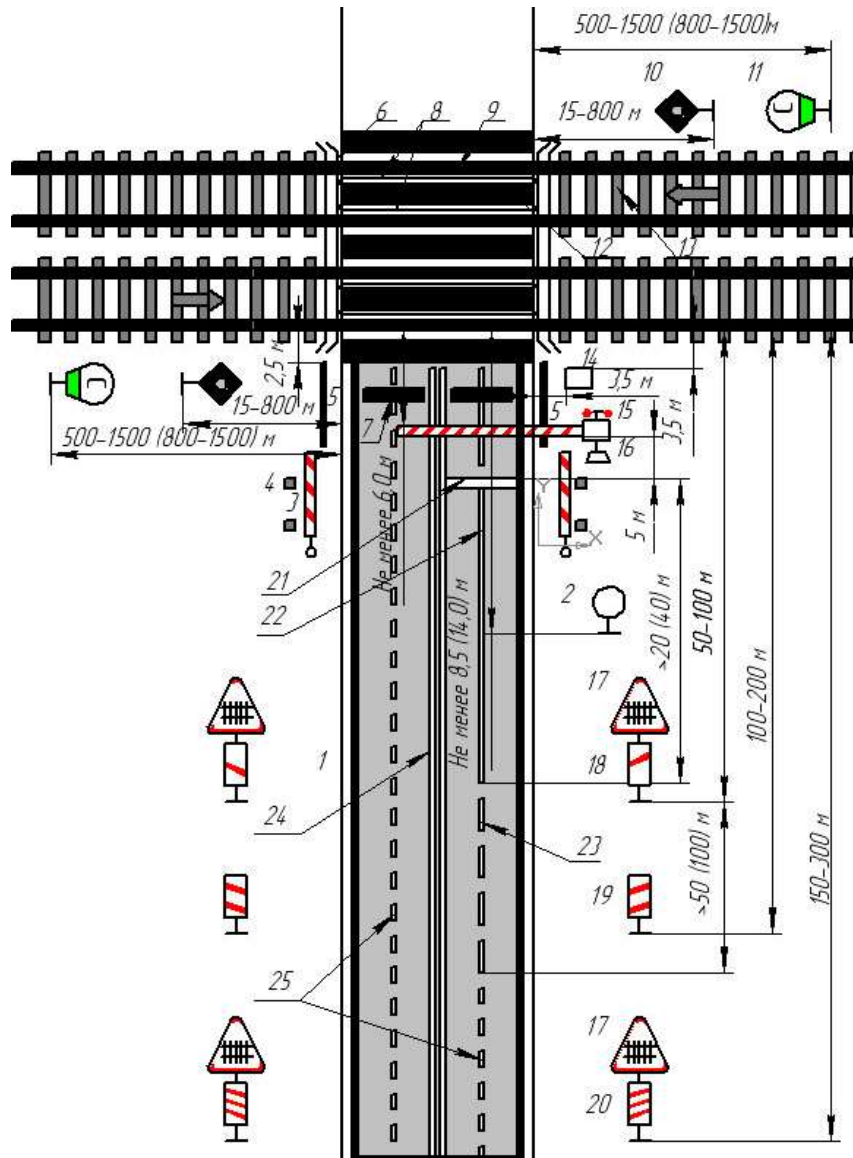 500-1500 (800-1500)м
10
11
15-800 м
6
8
9
12
13
2,5 м
14
3,5 м
С
С
5
5
15
15-800 м
7
16
3,5 м
500-1500 (800-1500) м
4
3
Не менее 6,0 м
Y
X
5 м
21
2
22
>20 (40) м
50-100 м
Не менее 8,5 (14,0) м
17
100-200 м
1
18
24
23
>50 (100) м
150-300 м
19
25
17
20